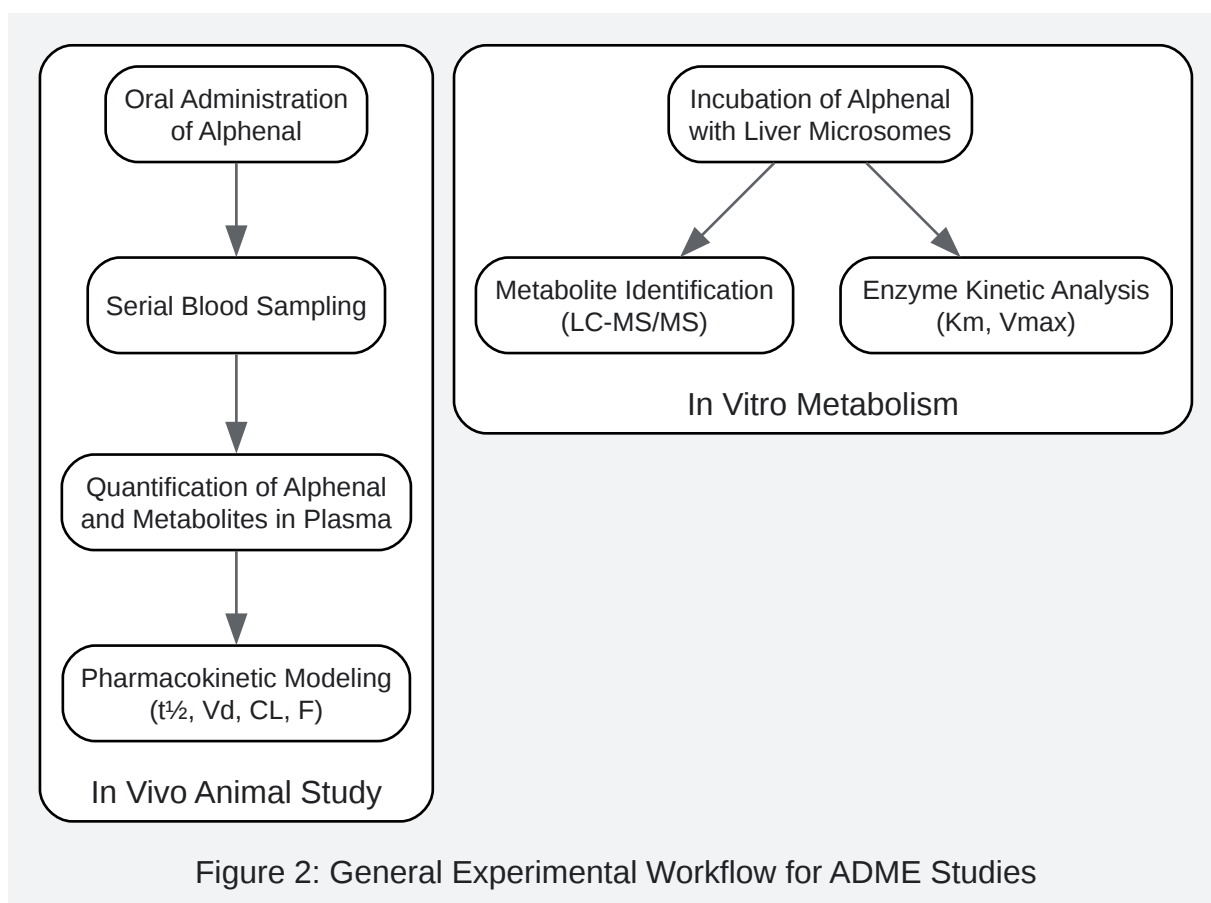 Oral Administration
of Alphenal
Serial Blood Sampling
Quantification of Alphenal
and Metabolites in Plasma
Pharmacokinetic Modeling
(t½, Vd, CL, F)
In Vivo Animal Study
Incubation of Alphenal
with Liver Microsomes
Metabolite Identification
(LC-MS/MS)
Enzyme Kinetic Analysis
(Km, Vmax)
In Vitro Metabolism
Figure 2: General Experimental Workflow for ADME Studies